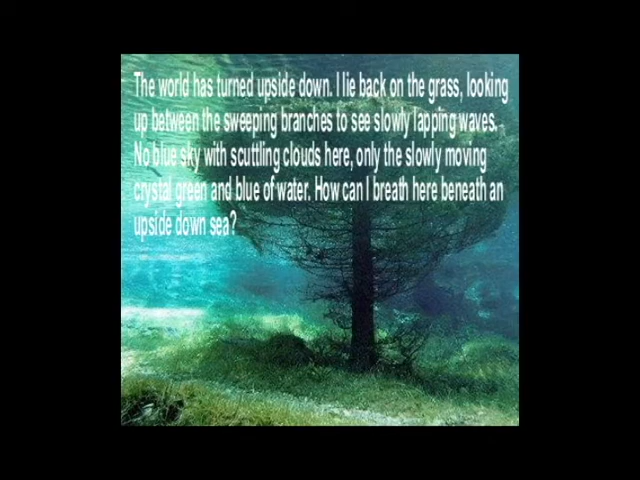 The world has turned upside down. I lie back on the grass, looking
up between the sweeping branches to see slowly lapping waves.
No blue sky with scuttling clouds here, only the slowly moving
crystal green and blue of water. How can I breath here beneath an
upside down sea?